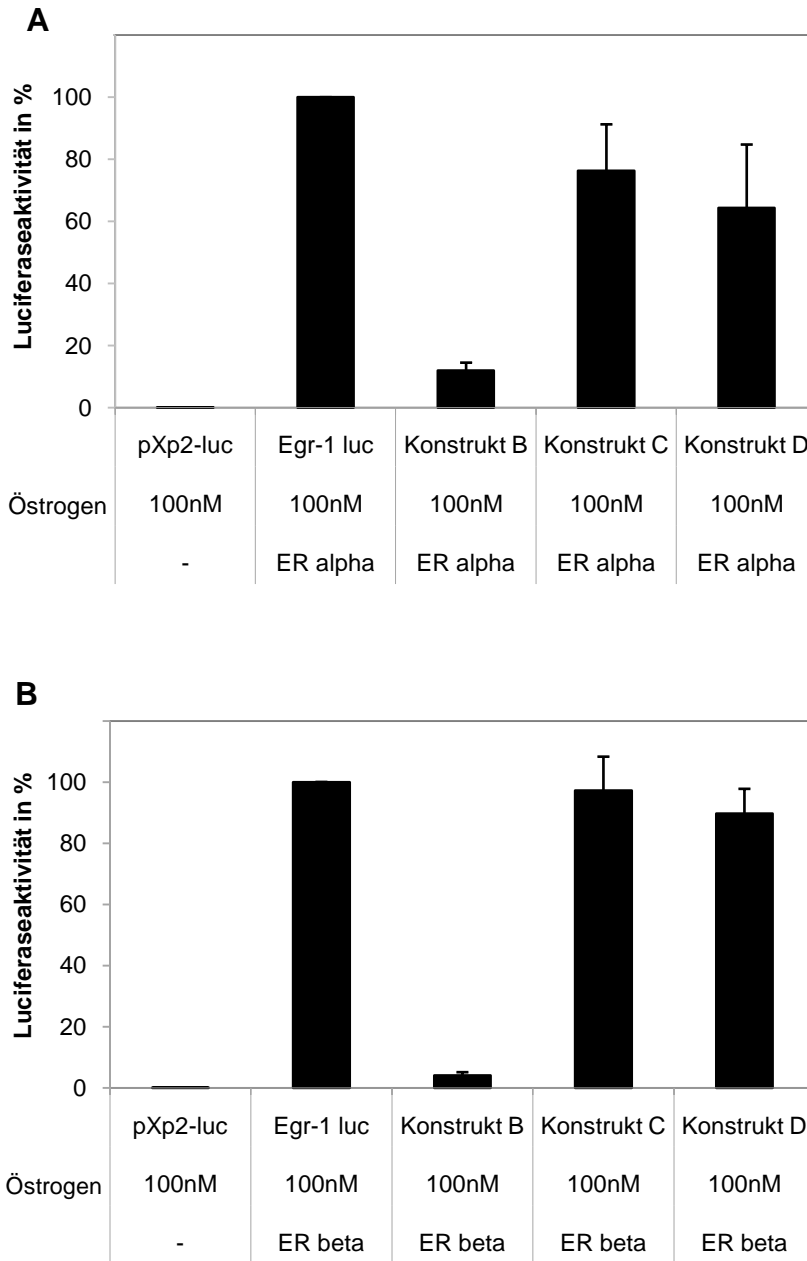 A
Luciferaseaktivität in %
100
80
60
40
20
0
pXp2-luc Egr-1 luc Konstrukt B Konstrukt C Konstrukt D
Östrogen 100nM 100nM 100nM 100nM 100nM
- ER alpha ER alpha ER alpha ER alpha
B
Luciferaseaktivität in %
100
80
60
40
20
0
pXp2-luc Egr-1 luc Konstrukt B Konstrukt C Konstrukt D
Östrogen 100nM 100nM 100nM 100nM 100nM
- ER beta ER beta ER beta ER beta